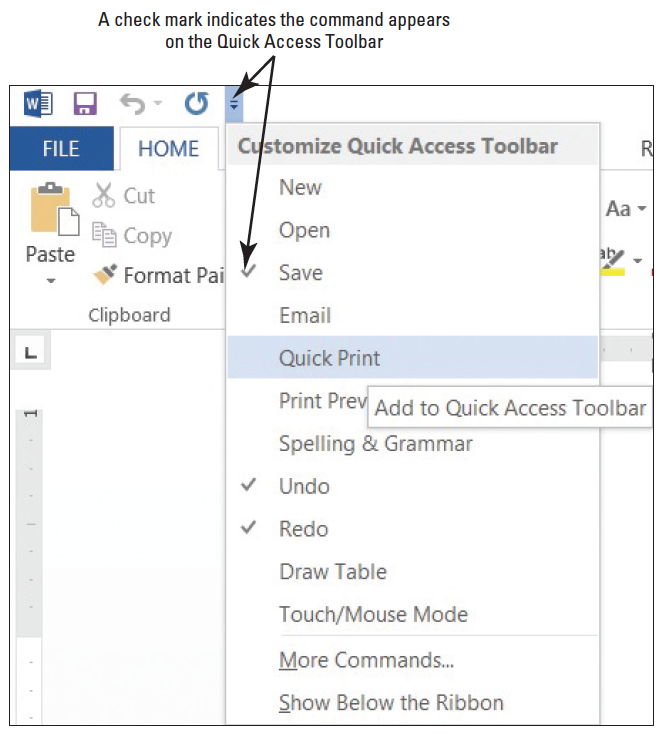 A check mark indicates the command appears
on the Quick Access Toolbar
W
FILE
HOME
R
Customize Quick Access Toolbar
New
Cut
Aa
Open
Copy
Paste
ab
Format Pai
Save
Clipboard
Email
L
Quick Print
Print Prev
Add to Quick Access Toolbar
1
Spelling & Grammar
Undo
Redo
Draw Table
Touch/Mouse Mode
More Commands...
Show Below the Ribbon